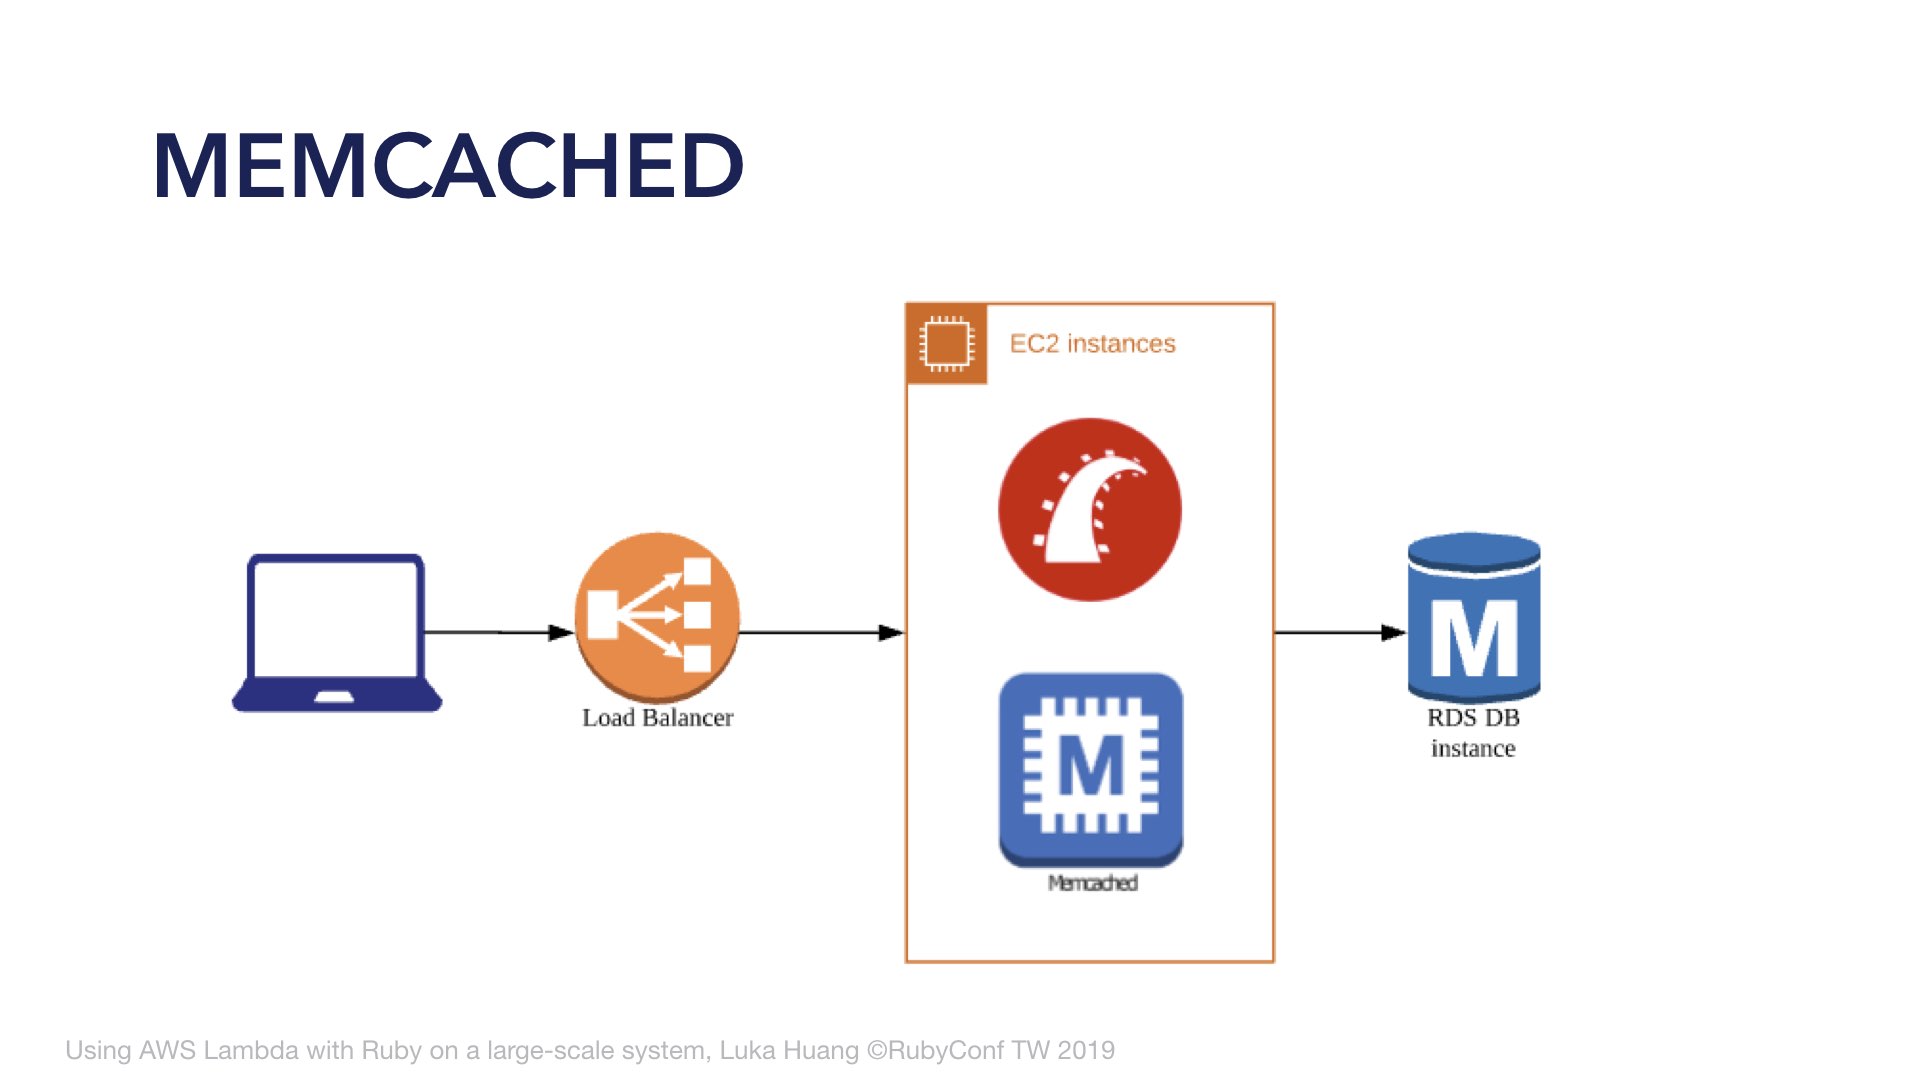 MEMCACHED
EC2 instances
M
Memcached
Load Balancer
M
RDS DB
instance
Using AWS Lambda with Ruby on a large-scale system, Luka Huang ©RubyConf TW 2019